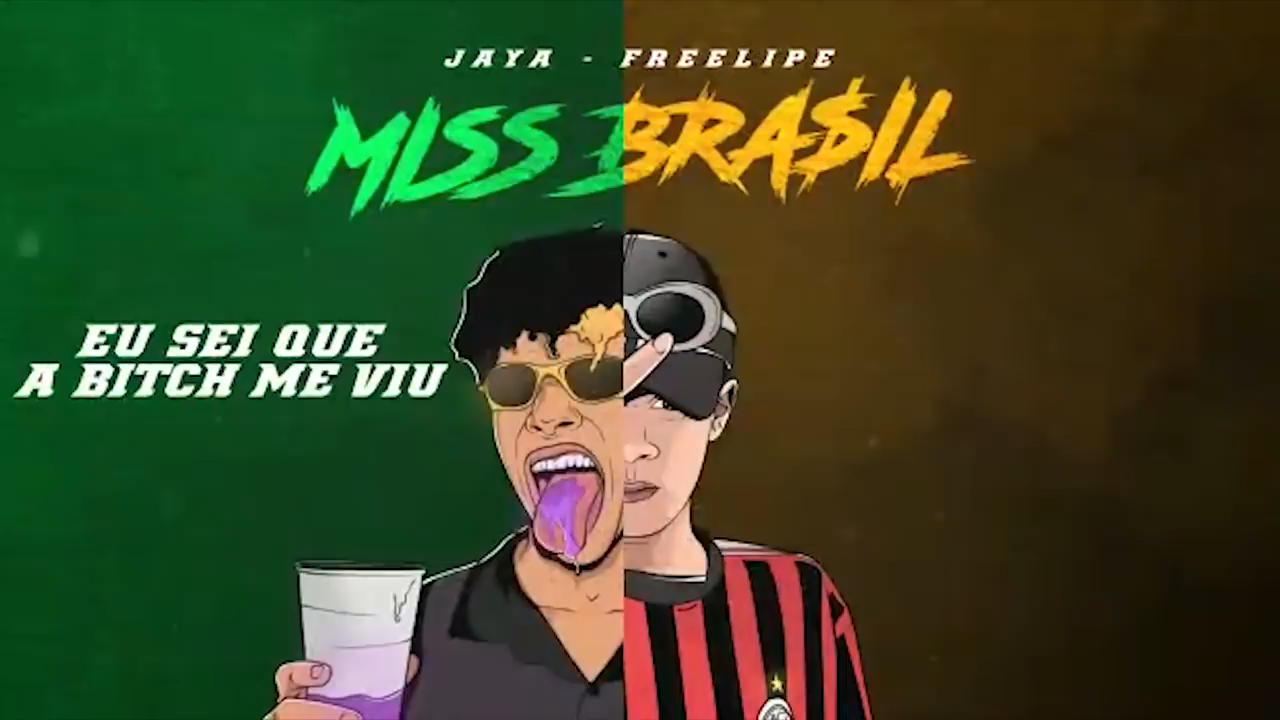 JAYA - FREELIPE
MISS BRA$IL
EU SEI QUE
A BITCH ME VIU